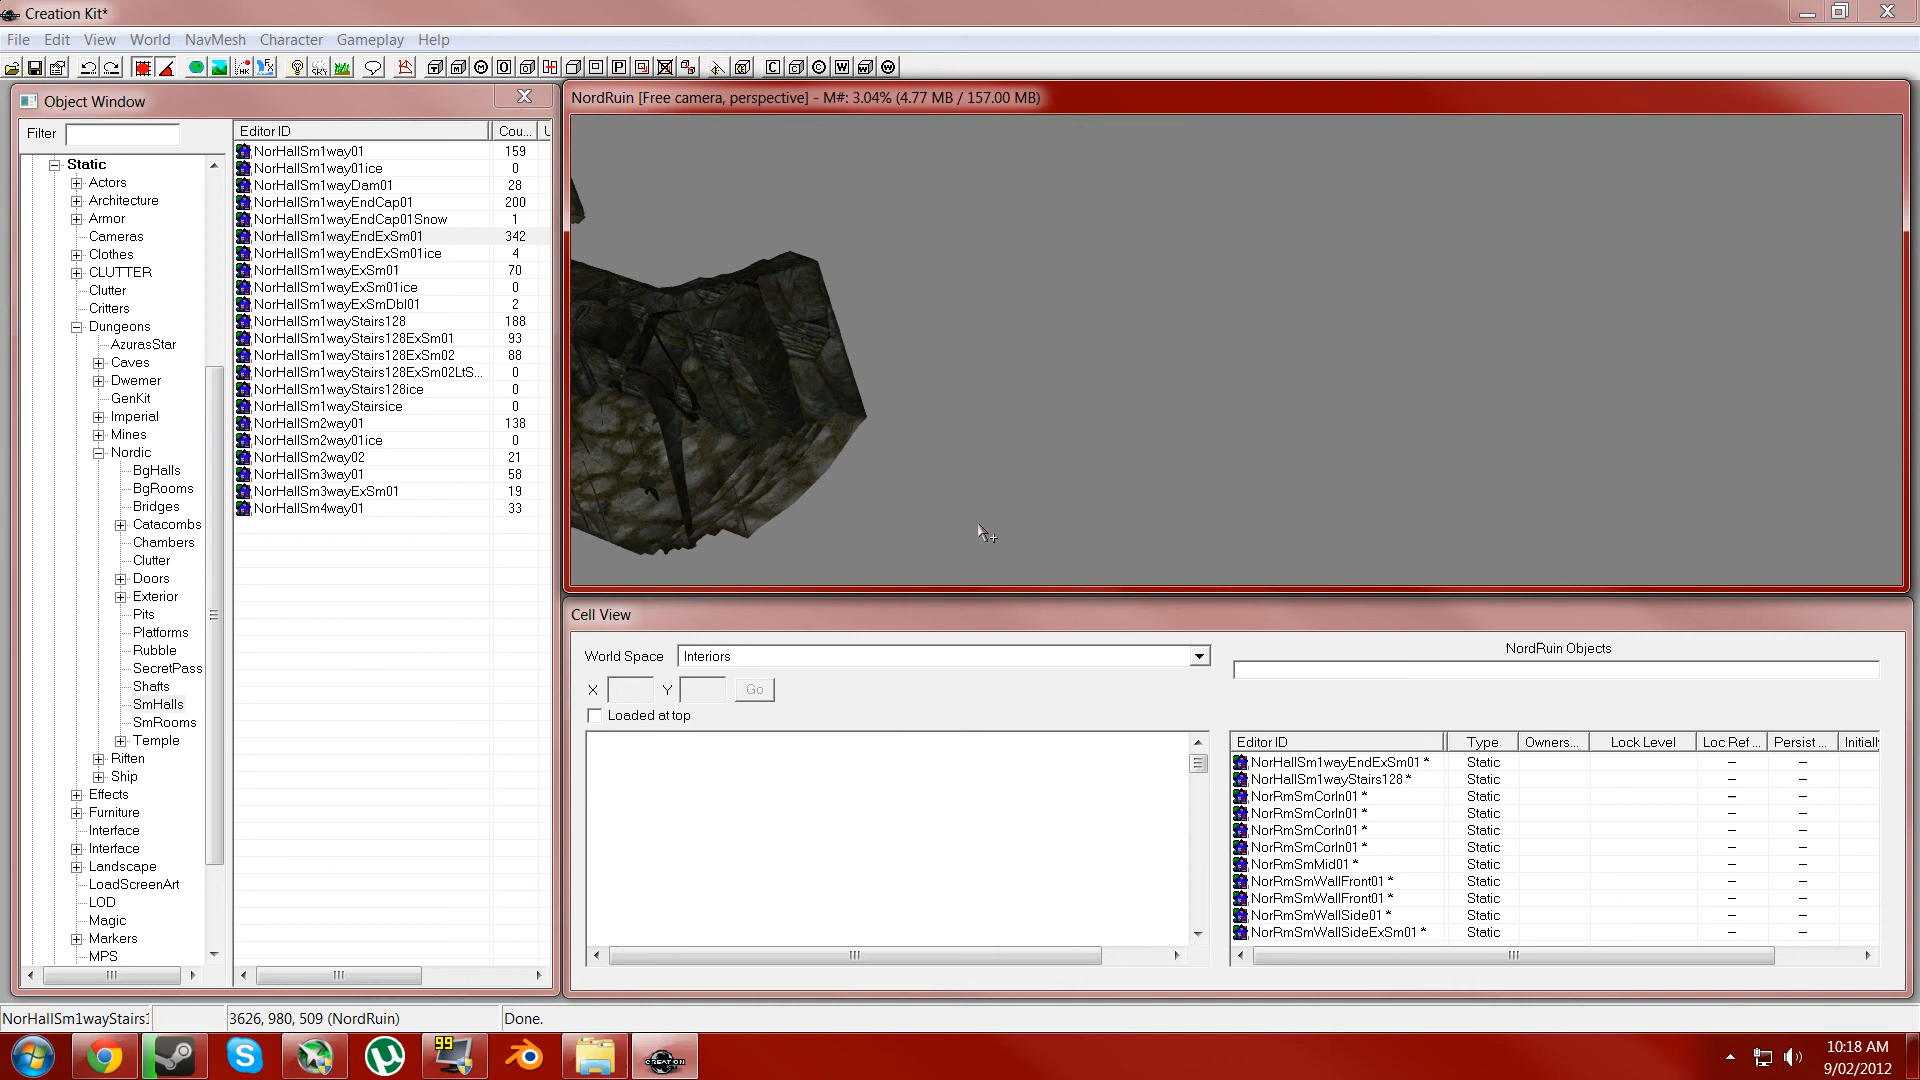 Creation Kit*
File Edit View World NavMesh Character Gameplay Help
Object Window
Filter
Static
Actors
Architecture
Armor
Cameras
Clothes
CLUTTER
Clutter
Critters
Dungeons
AzurasStar
Caves
Dwemer
GenKit
Imperial
Mines
Nordic
BgHalls
BgRooms
Bridges
Catacombs
Chambers
Clutter
Doors
Exterior
Pits
Platforms
Rubble
SecretPass
Shafts
SmHalls
SmRooms
Temple
Riften
Ship
Effects
Furniture
Interface
Interface
Landscape
LoadScreenArt
LOD
Magic
Markers
MPS
Editor ID Cou... U
NorHallSm1way01 159
NorHallSm1way01ice 0
NorHallSm1wayDam01 28
NorHallSm1wayEndCap01 200
NorHallSm1wayEndCap01Snow 1
NorHallSm1wayEndExSm01 342
NorHallSm1wayEndExSm01ice 4
NorHallSm1wayExSm01 70
NorHallSm1wayExSm01ice 0
NorHallSm1wayExSmDbl01 2
NorHallSm1wayStairs128 188
NorHallSm1wayStairs128ExSm01 93
NorHallSm1wayStairs128ExSm02 88
NorHallSm1wayStairs128ExSm02LtS... 0
NorHallSm1wayStairs128ice 0
NorHallSm1wayStairsice 0
NorHallSm2way01 138
NorHallSm2way01ice 0
NorHallSm2way02 21
NorHallSm3way01 58
NorHallSm3wayExSm01 19
NorHallSm4way01 33
NordRuin [Free camera, perspective] - M#: 3.04% (4.77 MB / 157.00 MB)
Cell View
World Space Interiors
X Y Go
Loaded at top
NordRuin Objects
Editor ID Type Owners... Lock Level Loc Ref ... Persist ... Initiall
NorHallSm1wayEndExSm01 * Static – –
NorHallSm1wayStairs128 * Static – –
NorRmSmCorIn01 * Static – –
NorRmSmCorIn01 * Static – –
NorRmSmCorIn01 * Static – –
NorRmSmCorIn01 * Static – –
NorRmSmMid01 * Static – –
NorRmSmWallFront01 * Static – –
NorRmSmWallFront01 * Static – –
NorRmSmWallSide01 * Static – –
NorRmSmWallSideExSm01 * Static – –
NorHallSm1wayStairs1 3626, 980, 509 (NordRuin) Done.
99
CREATION
10:18 AM
9/02/2012